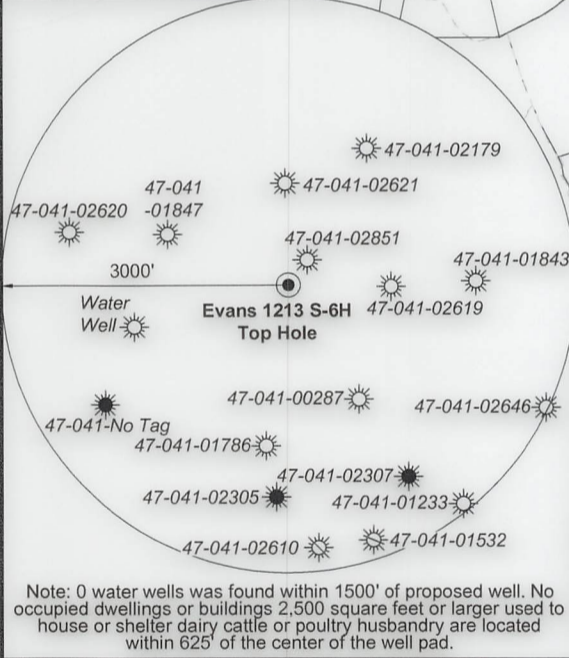 47-041-02179
47-041
-01847
47-041-02621
47-041-02620
47-041-02851
47-041-01843
3000'
Water
Well
Evans 1213 S-6H
Top Hole
47-041-02619
47-041-00287
47-041-02646
47-041-No Tag
47-041-01786
47-041-02307
47-041-02305
47-041-01233
47-041-02610
47-041-01532
Note: 0 water wells was found within 1500' of proposed well. No
occupied dwellings or buildings 2,500 square feet or larger used to
house or shelter dairy cattle or poultry husbandry are located
within 625' of the center of the well pad.